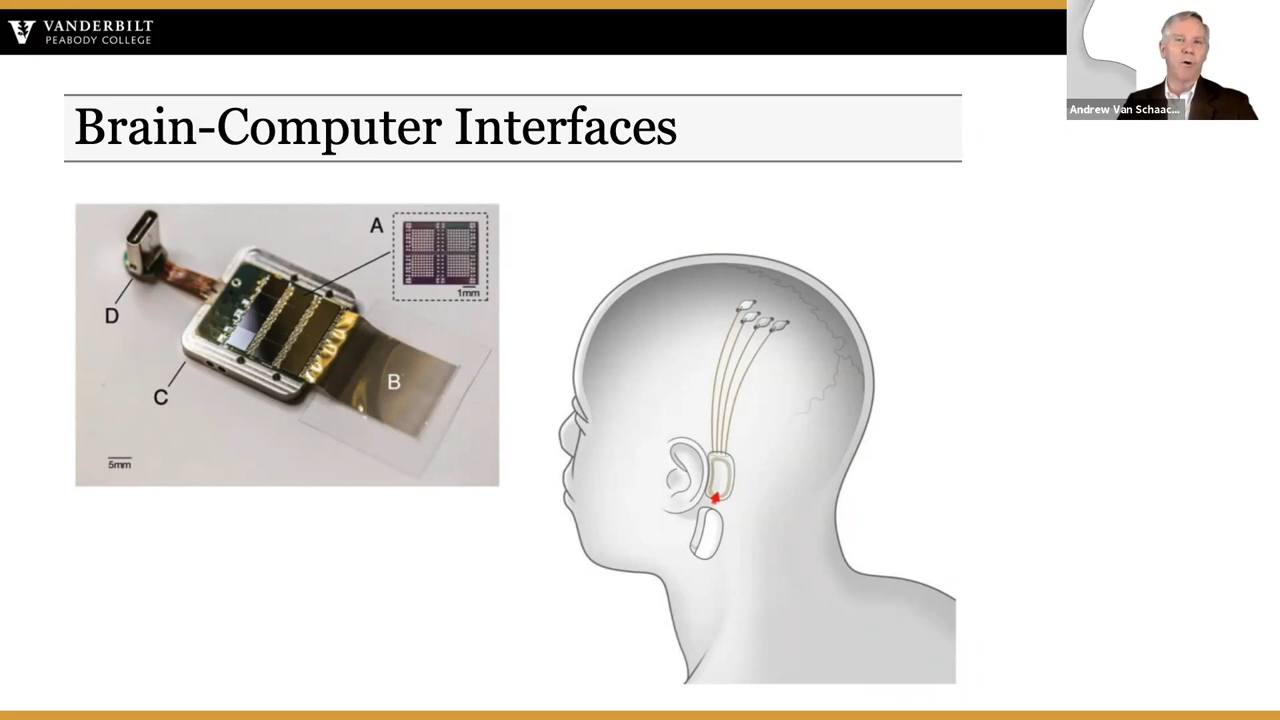 VANDERBILT
PEABODY COLLEGE
Andrew Van Schaac...
Brain-Computer Interfaces
A
1mm
D
B
C
5mm